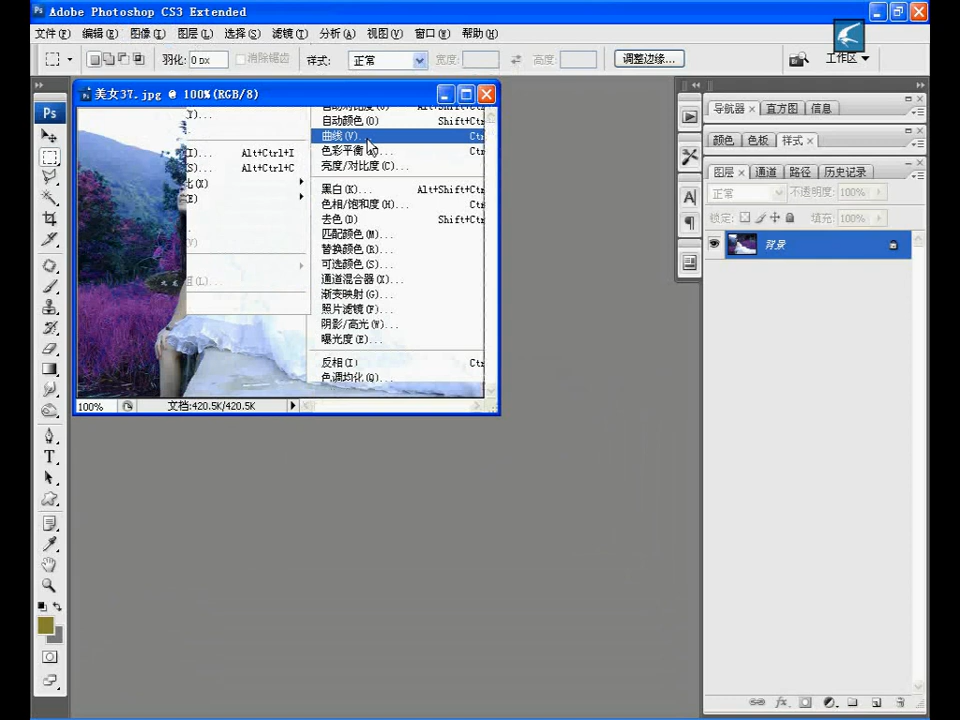 Adobe Photoshop CS3 Extended
文件(F) 编辑(E) 图像(I) 图层(L) 选择(S) 滤镜(T) 分析(A) 视图(V) 窗口(W) 帮助(H)
羽化: 0 px 消除锯齿 样式: 正常 宽度: 高度: 调整边缘... 工作区
美女37.jpg @ 100%(RGB/8)
自动颜色(O) Shift+Ctr
曲线(V)... Ctr
色彩平衡 Ctr
亮度/对比度(C)...
黑白(K)... Alt+Shift+Ctr
色相/饱和度(H)... Ctr
去色(D) Shift+Ctr
匹配颜色(M)...
替换颜色(R)...
可选颜色(S)...
通道混合器(X)...
渐变映射(G)...
照片滤镜(F)...
阴影/高光(W)...
曝光度(E)...
反相(I) Ctr
色调均化(Q)...
I)... Alt+Ctrl+I
S)... Alt+Ctrl+C
(X)
E)
(V)
(L)...
100% 文档:420.5K/420.5K
导航器 直方图 信息
颜色 色板 样式
图层 通道 路径 历史记录
正常 不透明度: 100%
锁定: 填充: 100%
背景